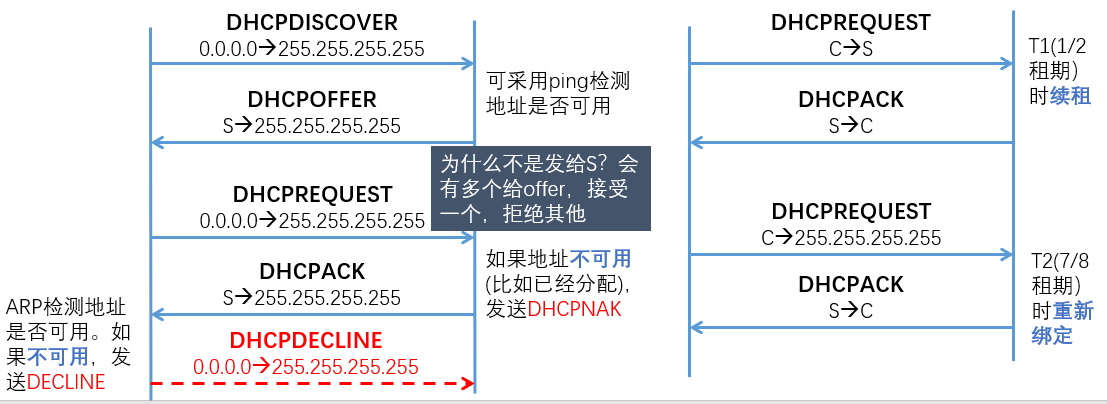 DHCPDISCOVER
0.0.0.0→255.255.255.255
可采用ping检测
地址是否可用
DHCPOFFER
S→255.255.255.255
为什么不是发给S？会
有多个给offer，接受
一个，拒绝其他
DHCPREQUEST
0.0.0.0→255.255.255.255
如果地址不可用
(比如已经分配),
发送DHCPNAK
DHCPACK
S→255.255.255.255
ARP检测地址
是否可用。如
果不可用，发
送DECLINE
DHCPDECLINE
0.0.0.0→255.255.255.255
DHCPREQUEST
C→S
T1(1/2
租期)
时续租
DHCPACK
S→C
DHCPREQUEST
C→255.255.255.255
T2(7/8
租期)
时重新
绑定
DHCPACK
S→C